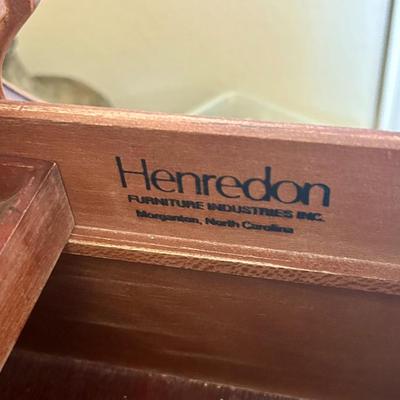 Henredon
FURNITURE INDUSTRIES INC.
Morganton, North Carolina